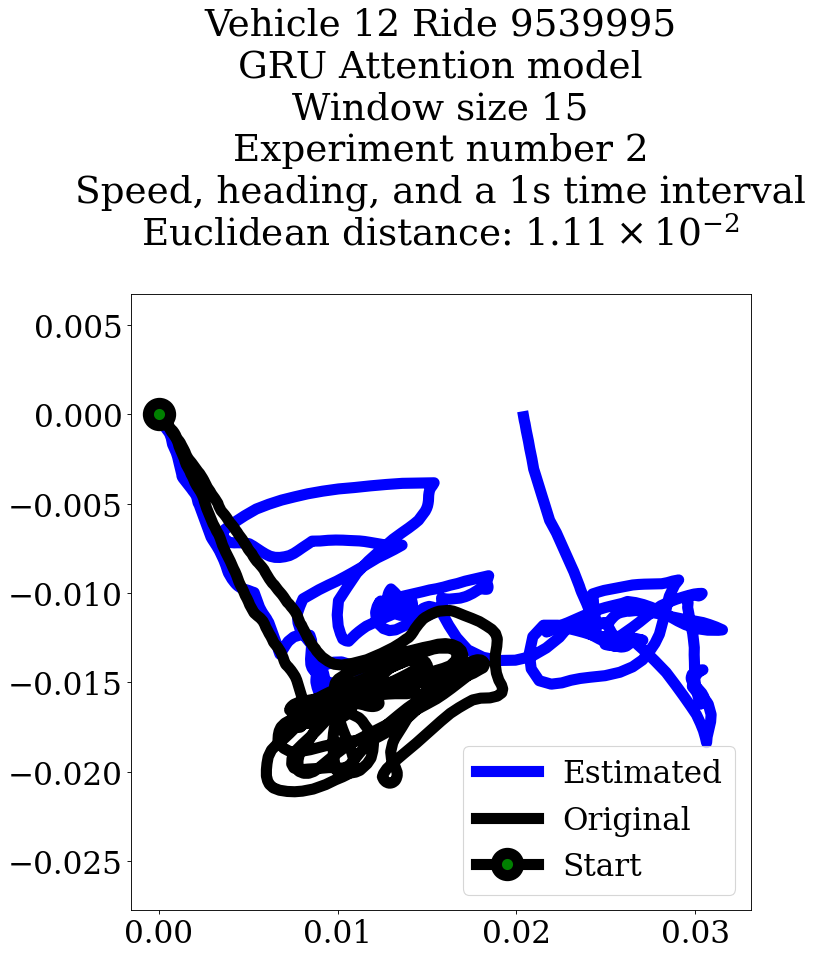 Vehicle 12 Ride 9539995
GRU Attention model
Window size 15
Experiment number 2
Speed, heading, and a 1s time interval
Euclidean distance: 1.11 × 10⁻²
0.005
0.000
−0.005
−0.010
−0.015
−0.020
−0.025
Estimated
Original
Start
0.00 0.01 0.02 0.03